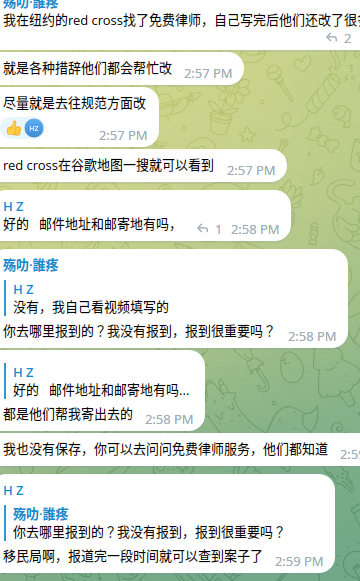 殇叻·誰疼
我在纽约的red cross找了免费律师，自己写完后他们还改了很
2
就是各种措辞他们都会帮忙改 2:57 PM
尽量就是去往规范方面改
👍 HZ 2:57 PM
red cross在谷歌地图一搜就可以看到 2:57 PM
H Z
好的 邮件地址和邮寄地有吗， 1 2:58 PM
殇叻·誰疼
H Z
没有，我自己看视频填写的
你去哪里报到的？我没有报到，报到很重要吗？ 2:58 PM
H Z
好的 邮件地址和邮寄地有吗...
都是他们帮我寄出去的 2:58 PM
我也没有保存，你可以去问问免费律师服务，他们都知道 2:59
H Z
殇叻·誰疼
你去哪里报到的？我没有报到，报到很重要吗？
移民局啊，报道完一段时间就可以查到案子了 2:59 PM